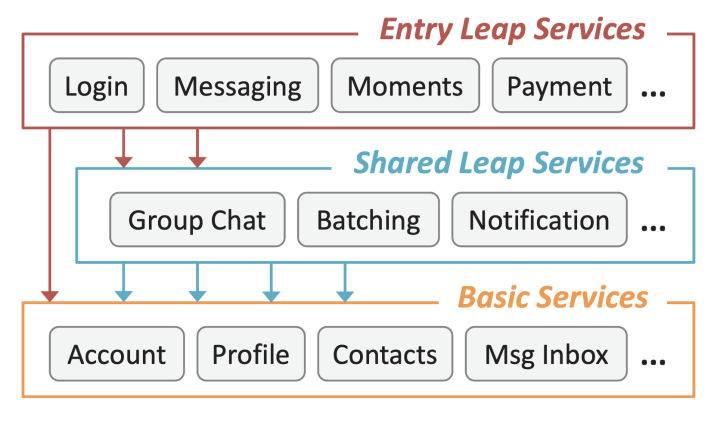 Entry Leap Services
Login Messaging Moments Payment ...
Shared Leap Services
Group Chat Batching Notification ...
Basic Services
Account Profile Contacts Msg Inbox ...